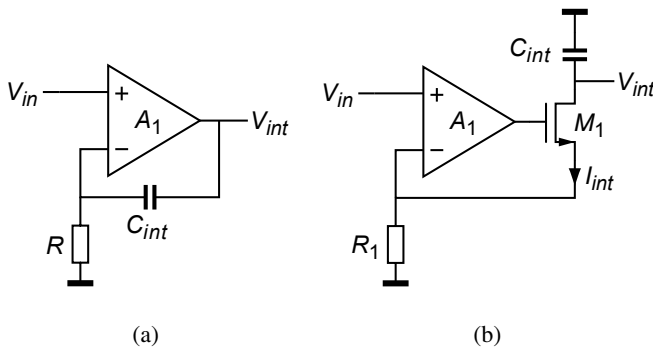 V_in
+
A_1
−
V_int
C_int
R
(a)
C_int
V_in
+
A_1
−
V_int
M_1
I_int
R_1
(b)